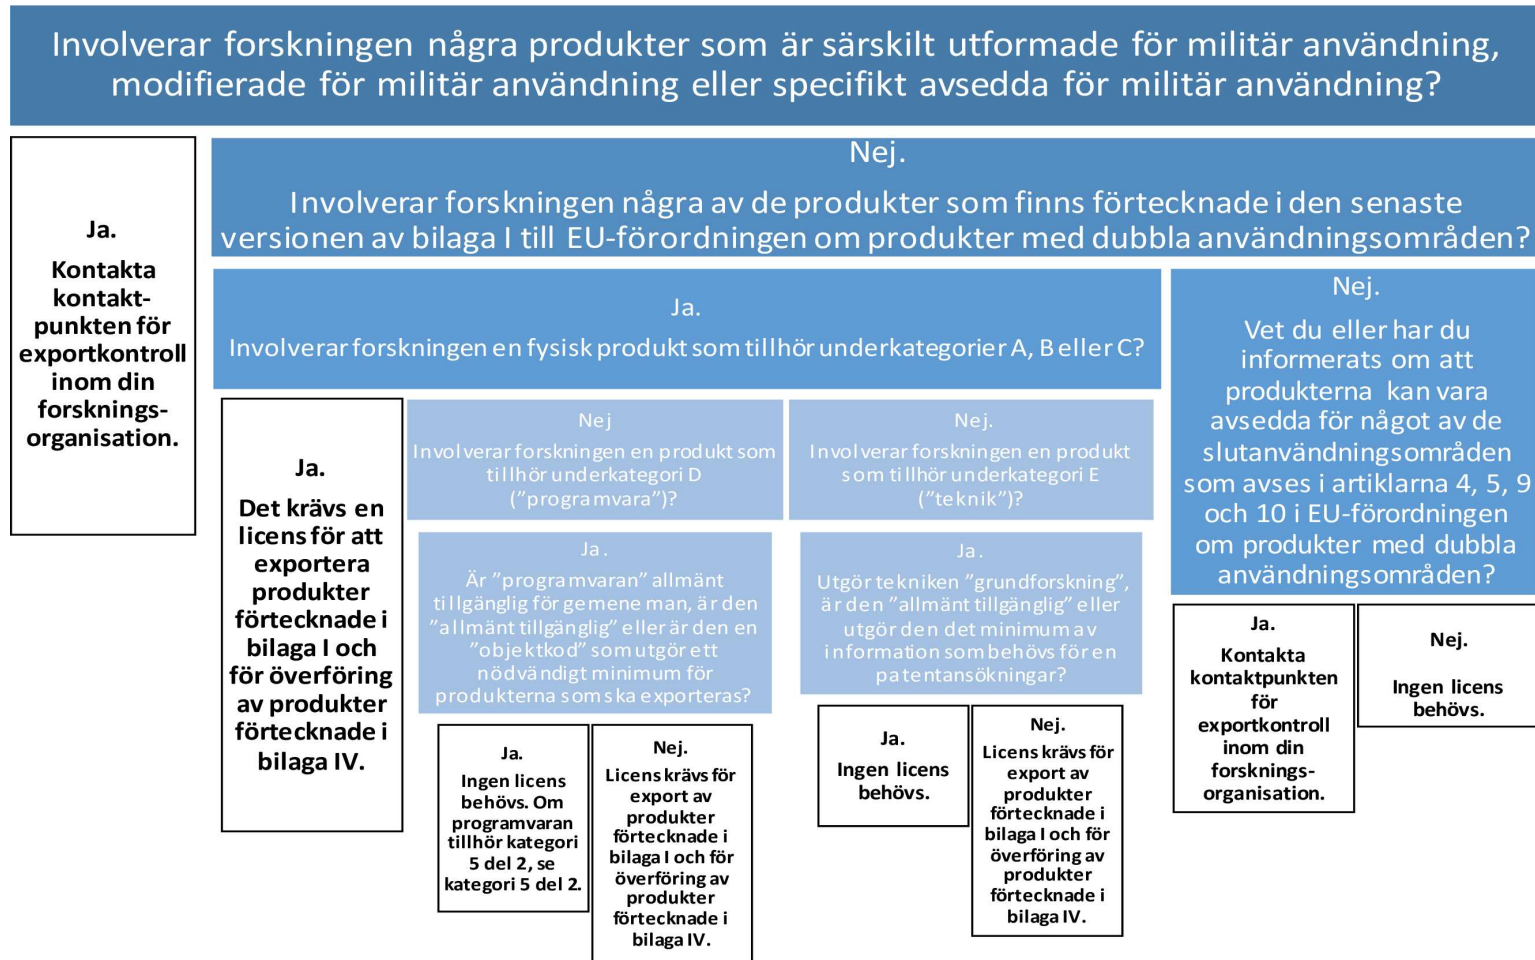 Involverar forskningen några produkter som är särskilt utformade för militär användning,
modifierade för militär användning eller specifikt avsedda för militär användning?
Ja.
Kontakta
kontakt-
punkten för
exportkontroll
inom din
forsknings-
organisation.
Nej.
Involverar forskningen några av de produkter som finns förtecknade i den senaste
versionen av bilaga I till EU-förordningen om produkter med dubbla användningsområden?
Ja.
Involverar forskningen en fysisk produkt som tillhör underkategorier A, B eller C?
Ja.
Det krävs en
licens för att
exportera
produkter
förtecknade i
bilaga I och
för överföring
av produkter
förtecknade i
bilaga IV.
Nej
Involverar forskningen en produkt som
tillhör underkategori D
("programvara")?
Ja.
Är "programvaran" allmänt
tillgänglig för gemene man, är den
"allmänt tillgänglig" eller är den en
"objektkod" som utgör ett
nödvändigt minimum för
produkterna som ska exporteras?
Ja.
Ingen licens
behövs. Om
programvaran
tillhör kategori
5 del 2, se
kategori 5 del 2.
Nej.
Licens krävs för
export av
produkter
förtecknade i
bilaga I och för
överföring av
produkter
förtecknade i
bilaga IV.
Nej.
Involverar forskningen en produkt
som tillhör underkategori E
("teknik")?
Ja.
Utgör tekniken "grundforskning",
är den "allmänt tillgänglig" eller
utgör den det minimum av
information som behövs för en
patentansökningar?
Ja.
Ingen licens
behövs.
Nej.
Licens krävs för
export av
produkter
förtecknade i
bilaga I och för
överföring av
produkter
förtecknade i
bilaga IV.
Nej.
Vet du eller har du
informerats om att
produkterna kan vara
avsedda för något av de
slutanvändningsområden
som avses i artiklarna 4, 5, 9
och 10 i EU-förordningen
om produkter med dubbla
användningsområden?
Ja.
Kontakta
kontaktpunkten
för
exportkontroll
inom din
forsknings-
organisation.
Nej.
Ingen licens
behövs.